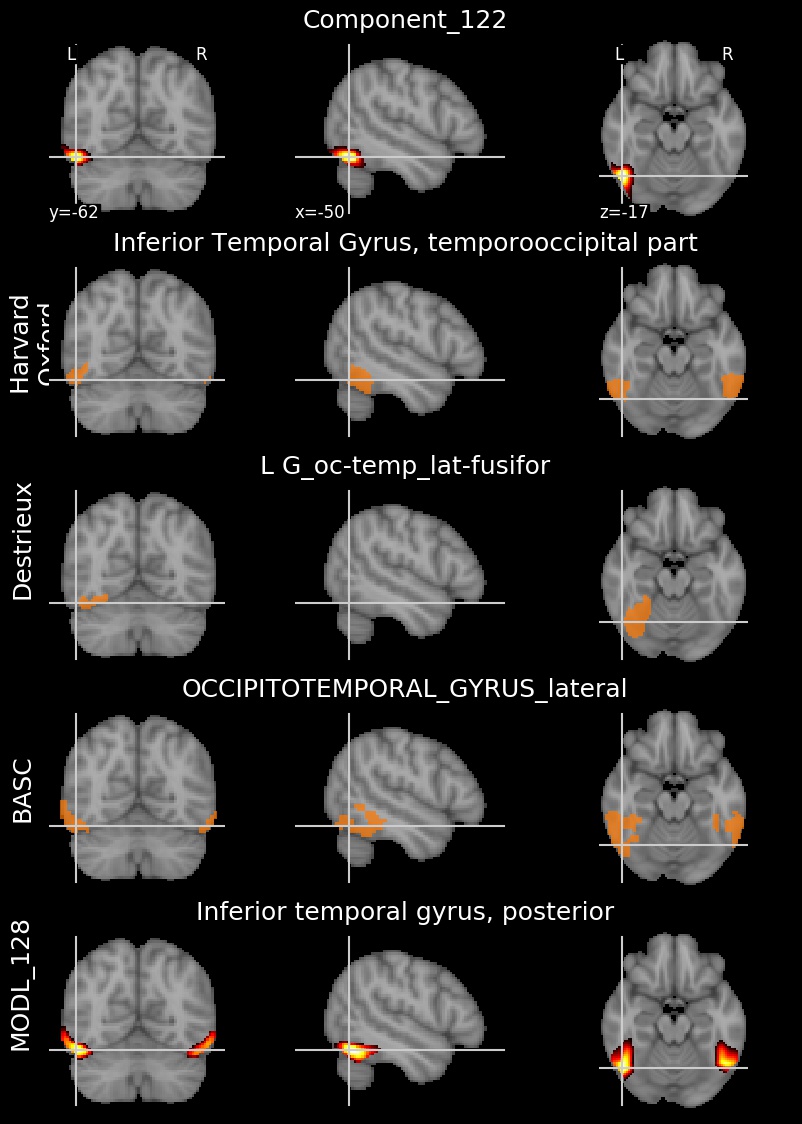 Component_122
L R
L R
y=-62
x=-50
z=-17
Inferior Temporal Gyrus, temporooccipital part
Harvard
Oxford
L G_oc-temp_lat-fusifor
Destrieux
OCCIPITOTEMPORAL_GYRUS_lateral
BASC
Inferior temporal gyrus, posterior
MODL_128